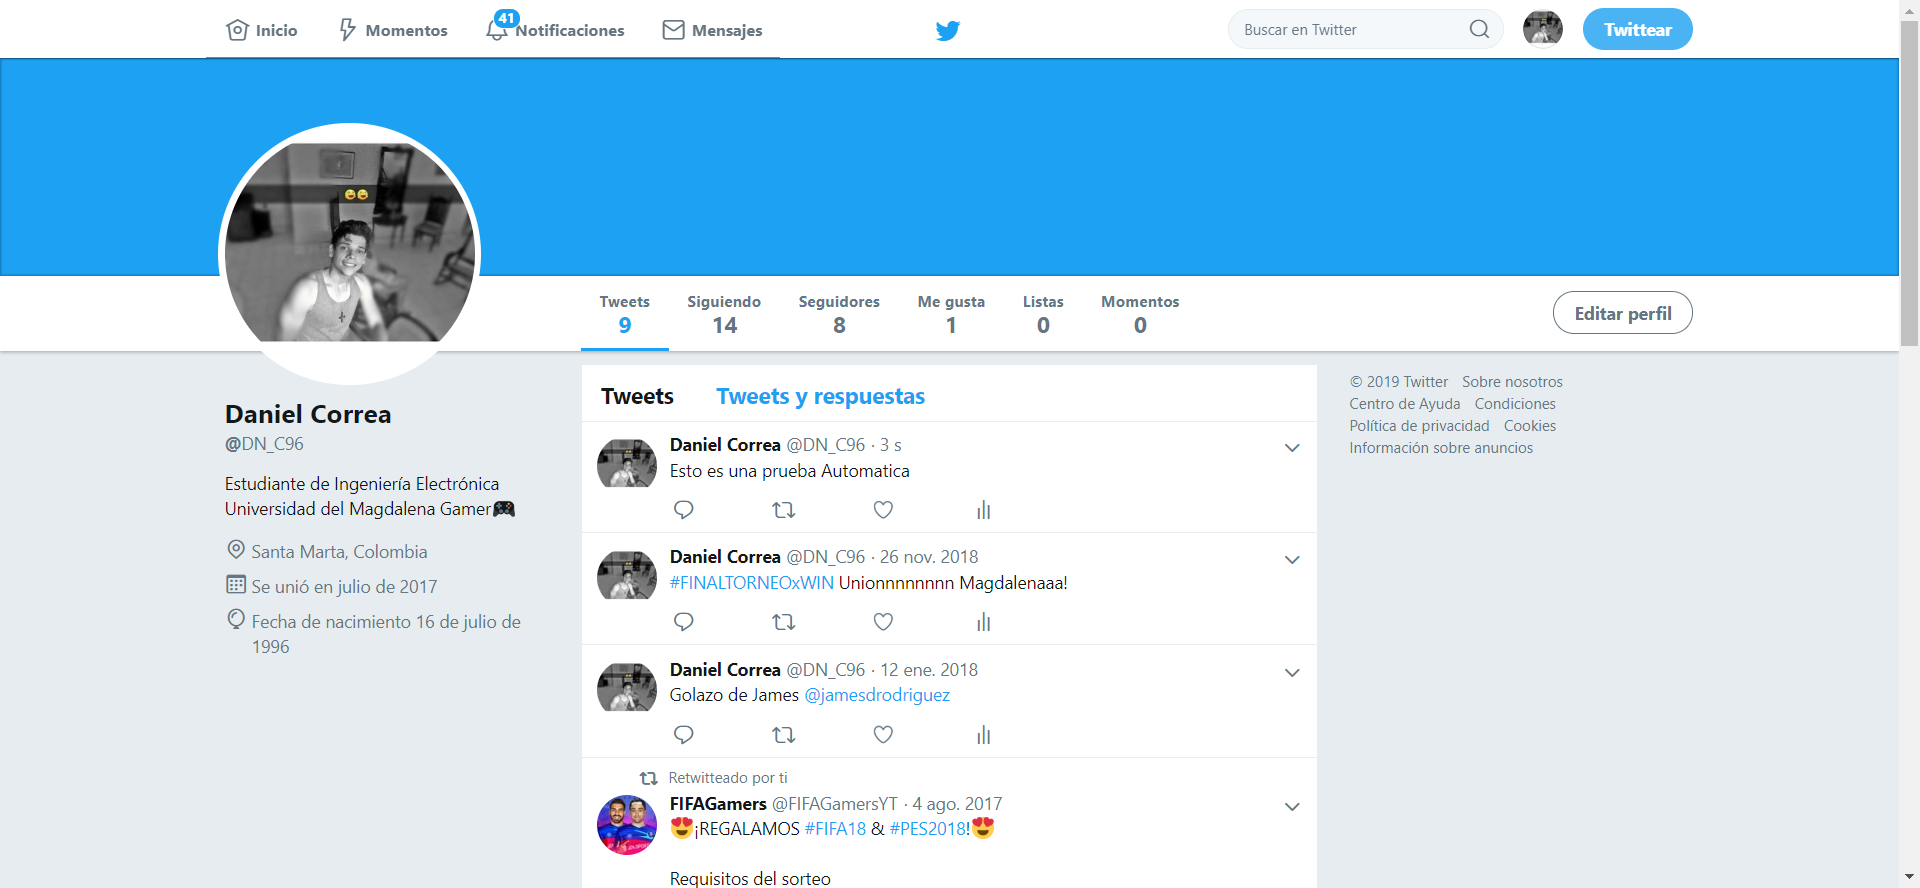 Inicio
Momentos
41
Notificaciones
Mensajes
Buscar en Twitter
Twittear
Tweets
9
Siguiendo
14
Seguidores
8
Me gusta
1
Listas
0
Momentos
0
Editar perfil
Daniel Correa
@DN_C96
Estudiante de Ingeniería Electrónica
Universidad del Magdalena Gamer🎮
Santa Marta, Colombia
Se unió en julio de 2017
Fecha de nacimiento 16 de julio de
1996
Tweets
Tweets y respuestas
Daniel Correa @DN_C96 · 3 s
Esto es una prueba Automatica
Daniel Correa @DN_C96 · 26 nov. 2018
#FINALTORNEOxWIN Unionnnnnnnn Magdalenaaa!
Daniel Correa @DN_C96 · 12 ene. 2018
Golazo de James @jamesdrodriguez
Retwitteado por ti
FIFAGamers @FIFAGamersYT · 4 ago. 2017
😍¡REGALAMOS #FIFA18 & #PES2018!😍
Requisitos del sorteo
© 2019 Twitter Sobre nosotros
Centro de Ayuda Condiciones
Política de privacidad Cookies
Información sobre anuncios